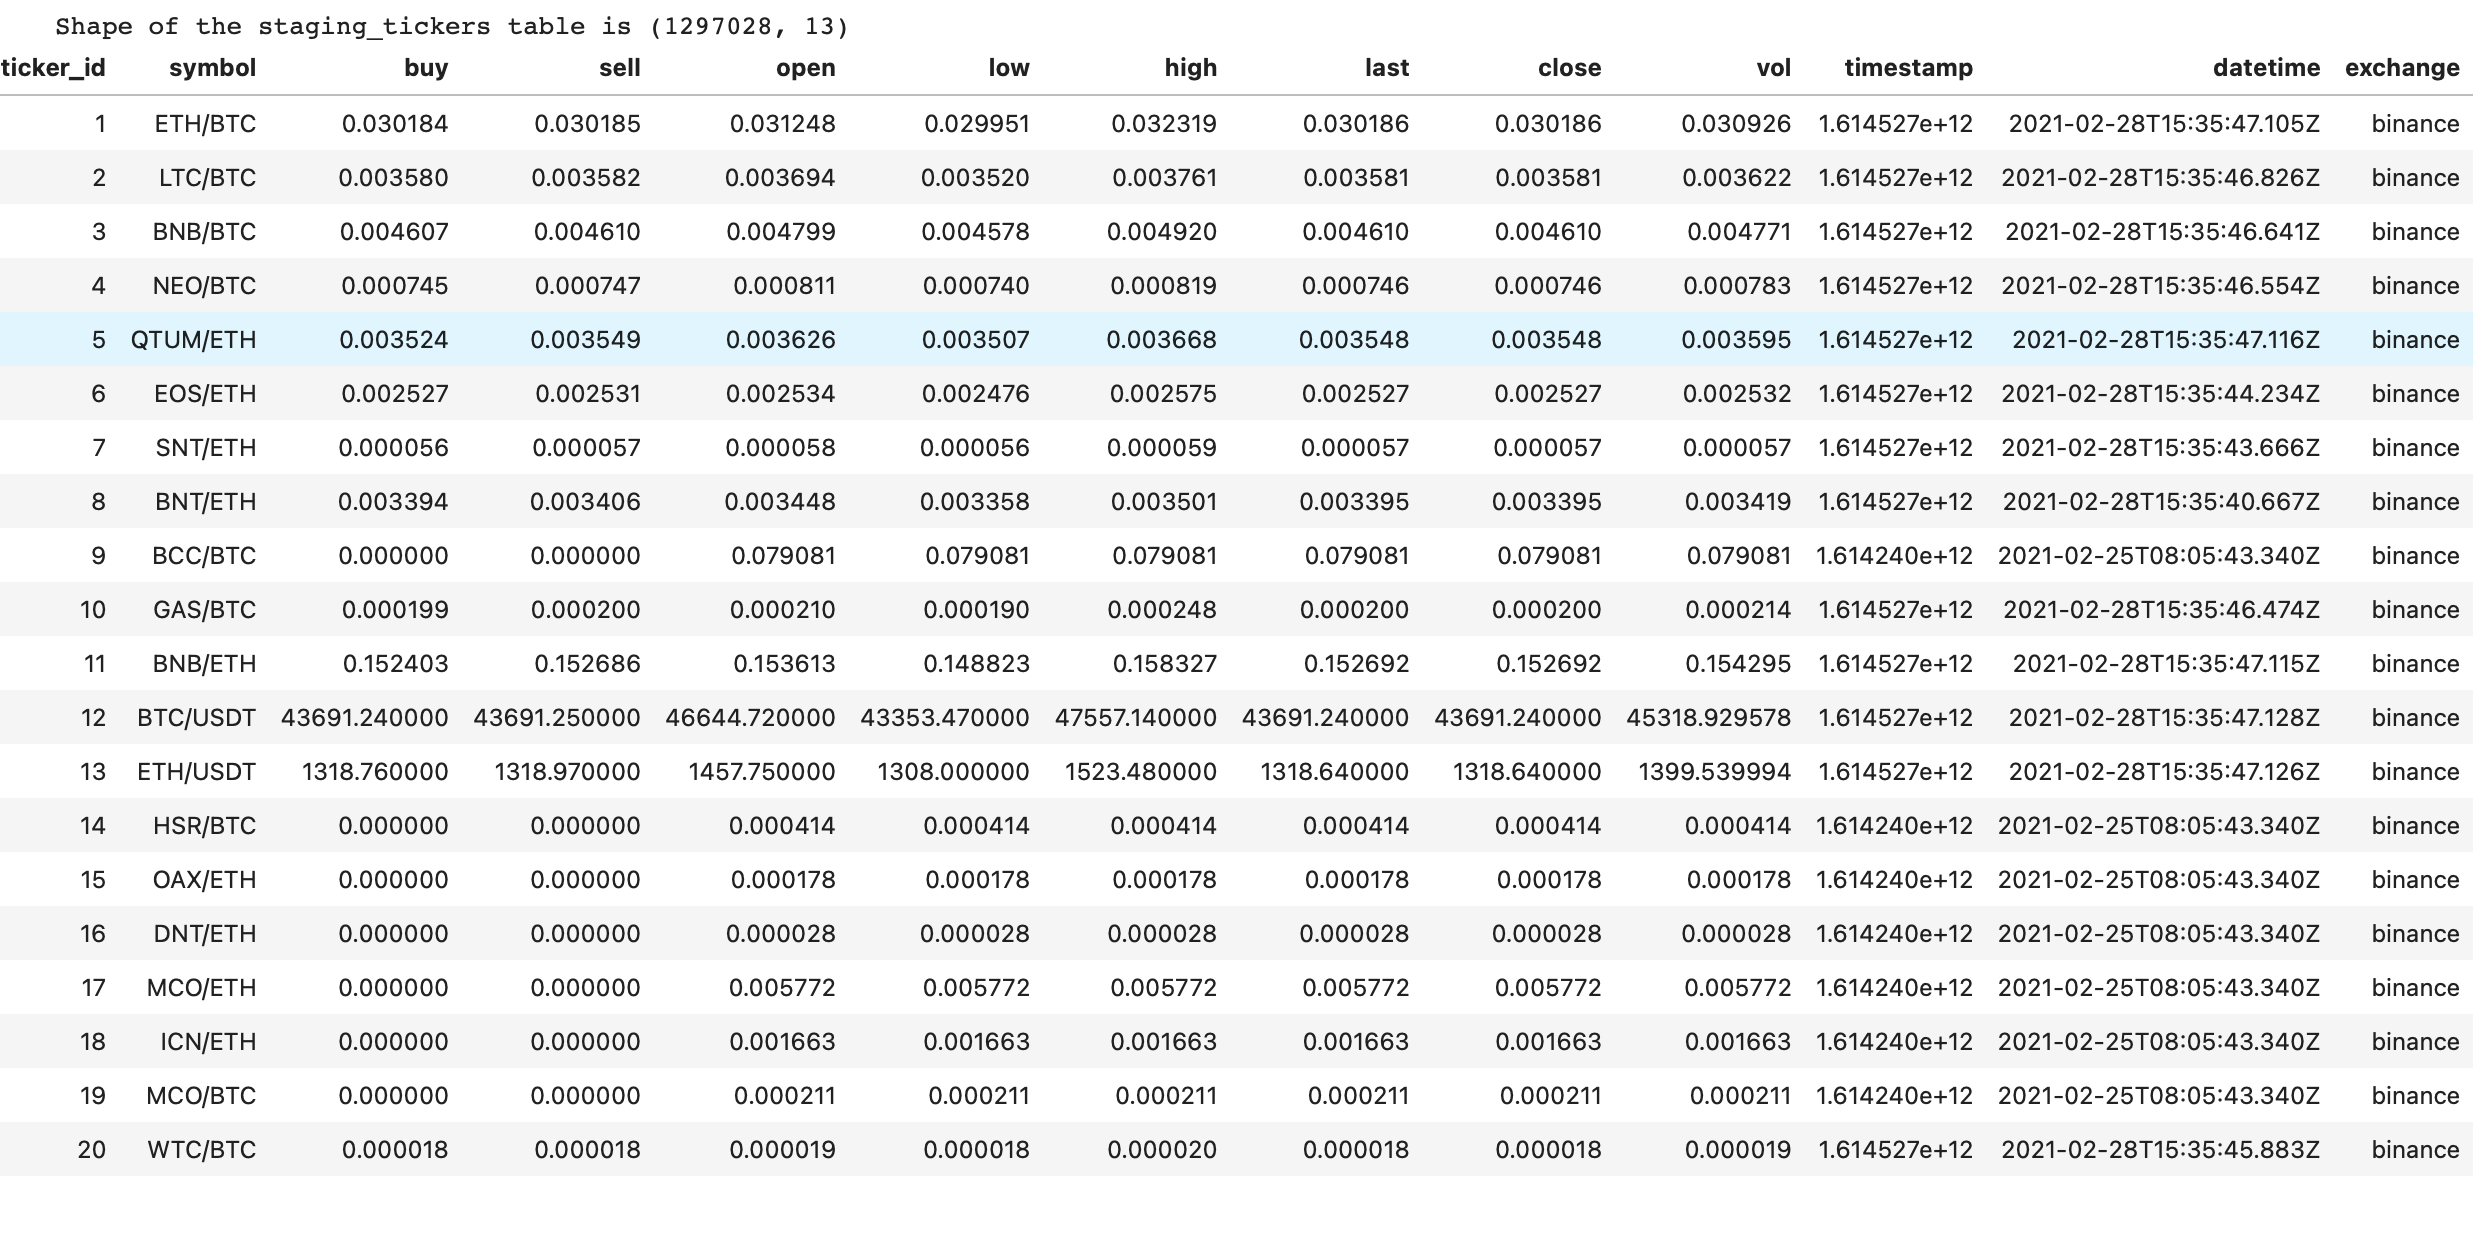 Shape of the staging_tickers table is (1297028, 13)
ticker_id symbol buy sell open low high last close vol timestamp datetime exchange
1 ETH/BTC 0.030184 0.030185 0.031248 0.029951 0.032319 0.030186 0.030186 0.030926 1.614527e+12 2021-02-28T15:35:47.105Z binance
2 LTC/BTC 0.003580 0.003582 0.003694 0.003520 0.003761 0.003581 0.003581 0.003622 1.614527e+12 2021-02-28T15:35:46.826Z binance
3 BNB/BTC 0.004607 0.004610 0.004799 0.004578 0.004920 0.004610 0.004610 0.004771 1.614527e+12 2021-02-28T15:35:46.641Z binance
4 NEO/BTC 0.000745 0.000747 0.000811 0.000740 0.000819 0.000746 0.000746 0.000783 1.614527e+12 2021-02-28T15:35:46.554Z binance
5 QTUM/ETH 0.003524 0.003549 0.003626 0.003507 0.003668 0.003548 0.003548 0.003595 1.614527e+12 2021-02-28T15:35:47.116Z binance
6 EOS/ETH 0.002527 0.002531 0.002534 0.002476 0.002575 0.002527 0.002527 0.002532 1.614527e+12 2021-02-28T15:35:44.234Z binance
7 SNT/ETH 0.000056 0.000057 0.000058 0.000056 0.000059 0.000057 0.000057 0.000057 1.614527e+12 2021-02-28T15:35:43.666Z binance
8 BNT/ETH 0.003394 0.003406 0.003448 0.003358 0.003501 0.003395 0.003395 0.003419 1.614527e+12 2021-02-28T15:35:40.667Z binance
9 BCC/BTC 0.000000 0.000000 0.079081 0.079081 0.079081 0.079081 0.079081 0.079081 1.614240e+12 2021-02-25T08:05:43.340Z binance
10 GAS/BTC 0.000199 0.000200 0.000210 0.000190 0.000248 0.000200 0.000200 0.000214 1.614527e+12 2021-02-28T15:35:46.474Z binance
11 BNB/ETH 0.152403 0.152686 0.153613 0.148823 0.158327 0.152692 0.152692 0.154295 1.614527e+12 2021-02-28T15:35:47.115Z binance
12 BTC/USDT 43691.240000 43691.250000 46644.720000 43353.470000 47557.140000 43691.240000 43691.240000 45318.929578 1.614527e+12 2021-02-28T15:35:47.128Z binance
13 ETH/USDT 1318.760000 1318.970000 1457.750000 1308.000000 1523.480000 1318.640000 1318.640000 1399.539994 1.614527e+12 2021-02-28T15:35:47.126Z binance
14 HSR/BTC 0.000000 0.000000 0.000414 0.000414 0.000414 0.000414 0.000414 0.000414 1.614240e+12 2021-02-25T08:05:43.340Z binance
15 OAX/ETH 0.000000 0.000000 0.000178 0.000178 0.000178 0.000178 0.000178 0.000178 1.614240e+12 2021-02-25T08:05:43.340Z binance
16 DNT/ETH 0.000000 0.000000 0.000028 0.000028 0.000028 0.000028 0.000028 0.000028 1.614240e+12 2021-02-25T08:05:43.340Z binance
17 MCO/ETH 0.000000 0.000000 0.005772 0.005772 0.005772 0.005772 0.005772 0.005772 1.614240e+12 2021-02-25T08:05:43.340Z binance
18 ICN/ETH 0.000000 0.000000 0.001663 0.001663 0.001663 0.001663 0.001663 0.001663 1.614240e+12 2021-02-25T08:05:43.340Z binance
19 MCO/BTC 0.000000 0.000000 0.000211 0.000211 0.000211 0.000211 0.000211 0.000211 1.614240e+12 2021-02-25T08:05:43.340Z binance
20 WTC/BTC 0.000018 0.000018 0.000019 0.000018 0.000020 0.000018 0.000018 0.000019 1.614527e+12 2021-02-28T15:35:45.883Z binance